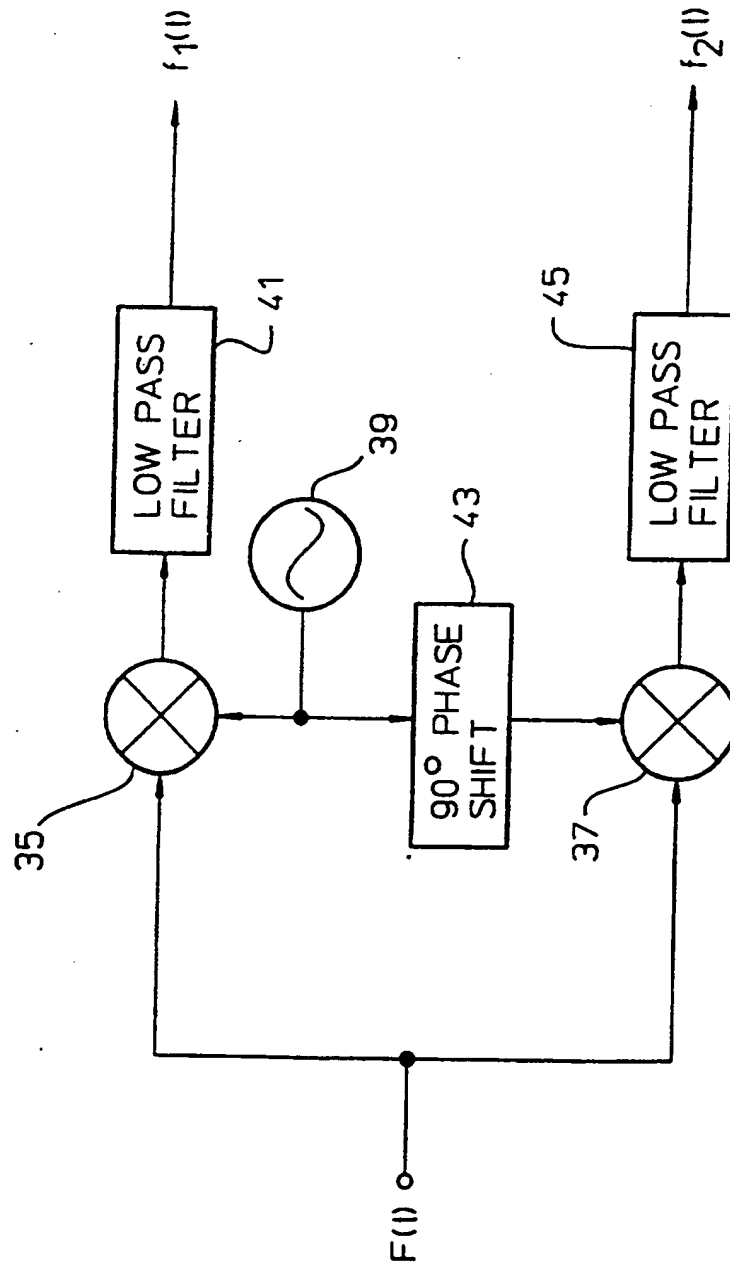 35
LOW PASS
FILTER
41
f1(l)
39
90° PHASE
SHIFT
43
F(l)
37
LOW PASS
FILTER
45
f2(l)